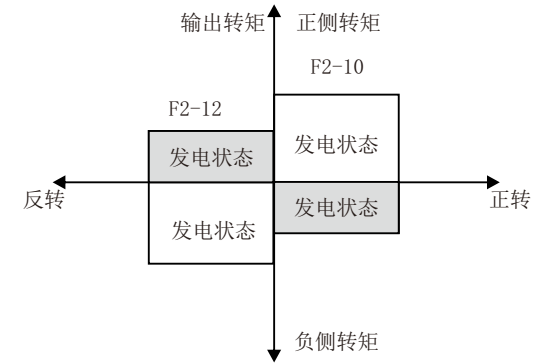 输出转矩
正侧转矩
F2-10
F2-12
发电状态
发电状态
反转
正转
发电状态
发电状态
负侧转矩